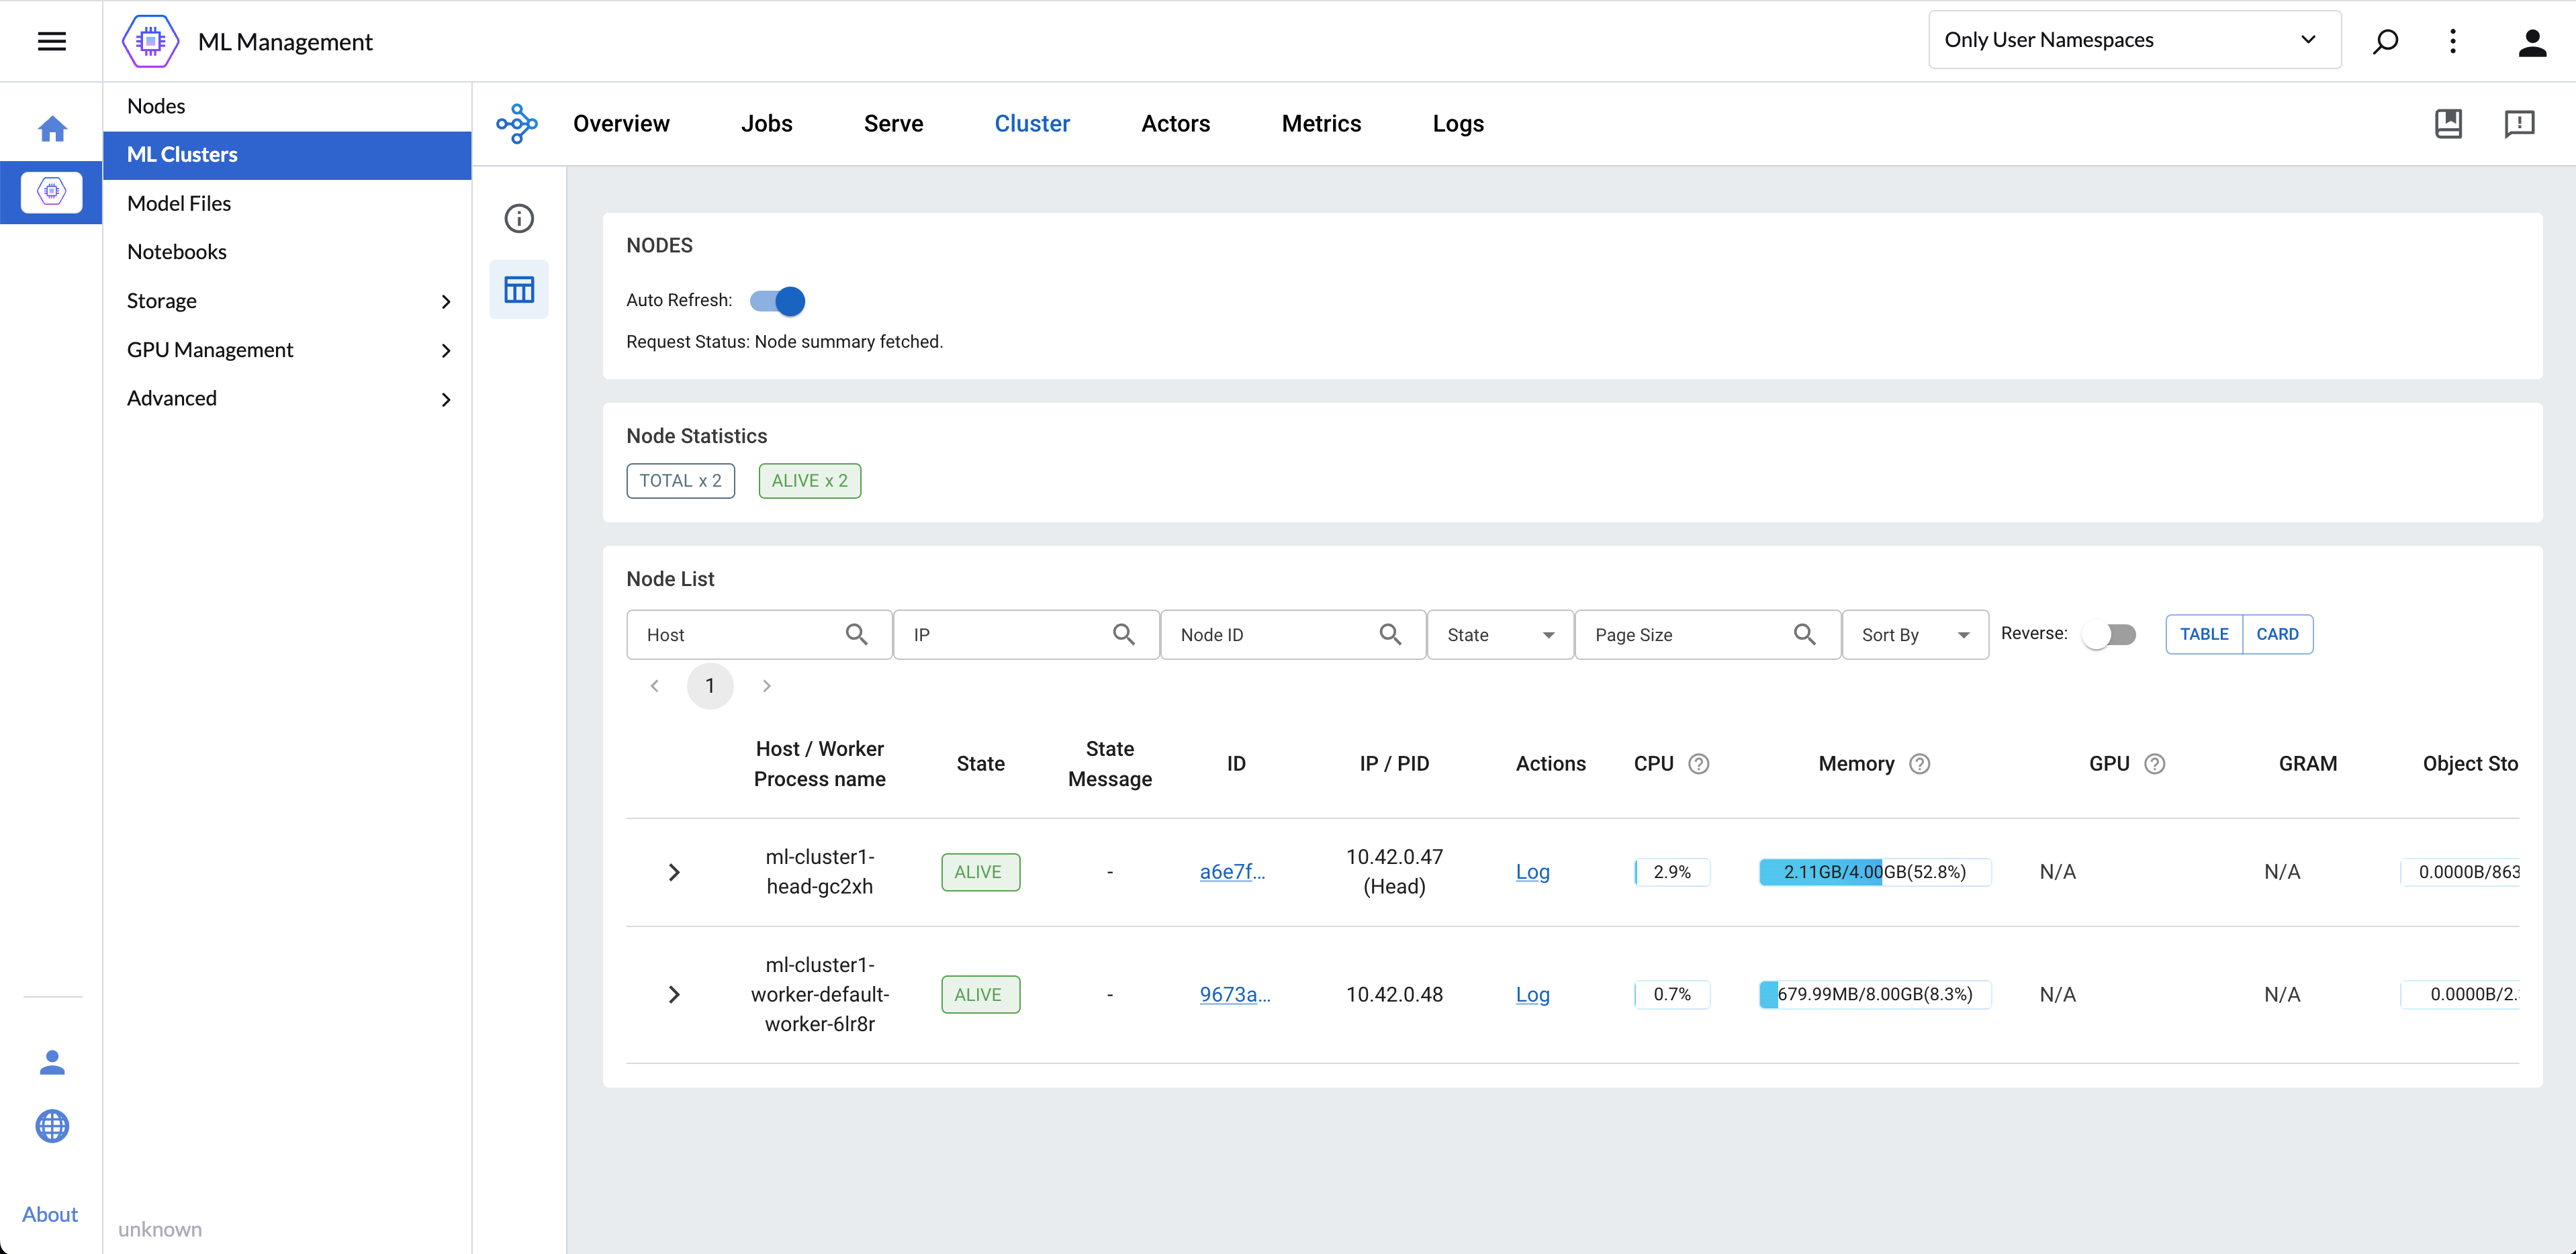 ML Management
Only User Namespaces
Nodes
ML Clusters
Model Files
Notebooks
Storage
GPU Management
Advanced
About
unknown
Overview Jobs Serve Cluster Actors Metrics Logs
NODES
Auto Refresh:
Request Status: Node summary fetched.
Node Statistics
TOTAL x 2 ALIVE x 2
Node List
Host IP Node ID State Page Size Sort By Reverse: TABLE CARD
1
Host / Worker
Process name
State
State
Message
ID
IP / PID
Actions
CPU
Memory
GPU
GRAM
Object Sto
ml-cluster1-
head-gc2xh
ALIVE
-
a6e7f...
10.42.0.47
(Head)
Log
2.9%
2.11GB/4.00GB(52.8%)
N/A
N/A
0.0000B/863
ml-cluster1-
worker-default-
worker-6lr8r
ALIVE
-
9673a...
10.42.0.48
Log
0.7%
679.99MB/8.00GB(8.3%)
N/A
N/A
0.0000B/2.